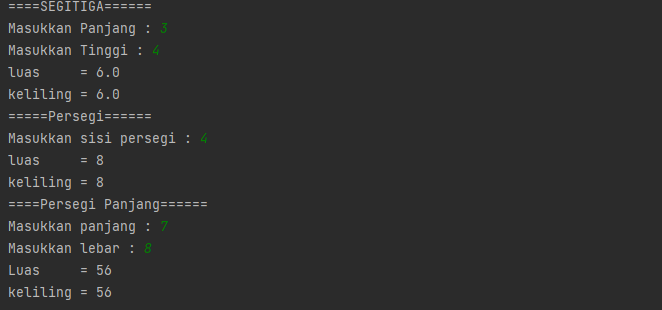 ====SEGITIGA======
Masukkan Panjang : 3
Masukkan Tinggi : 4
luas     = 6.0
keliling = 6.0
=====Persegi======
Masukkan sisi persegi : 4
luas     = 8
keliling = 8
====Persegi Panjang======
Masukkan panjang : 7
Masukkan lebar : 8
Luas     = 56
keliling = 56